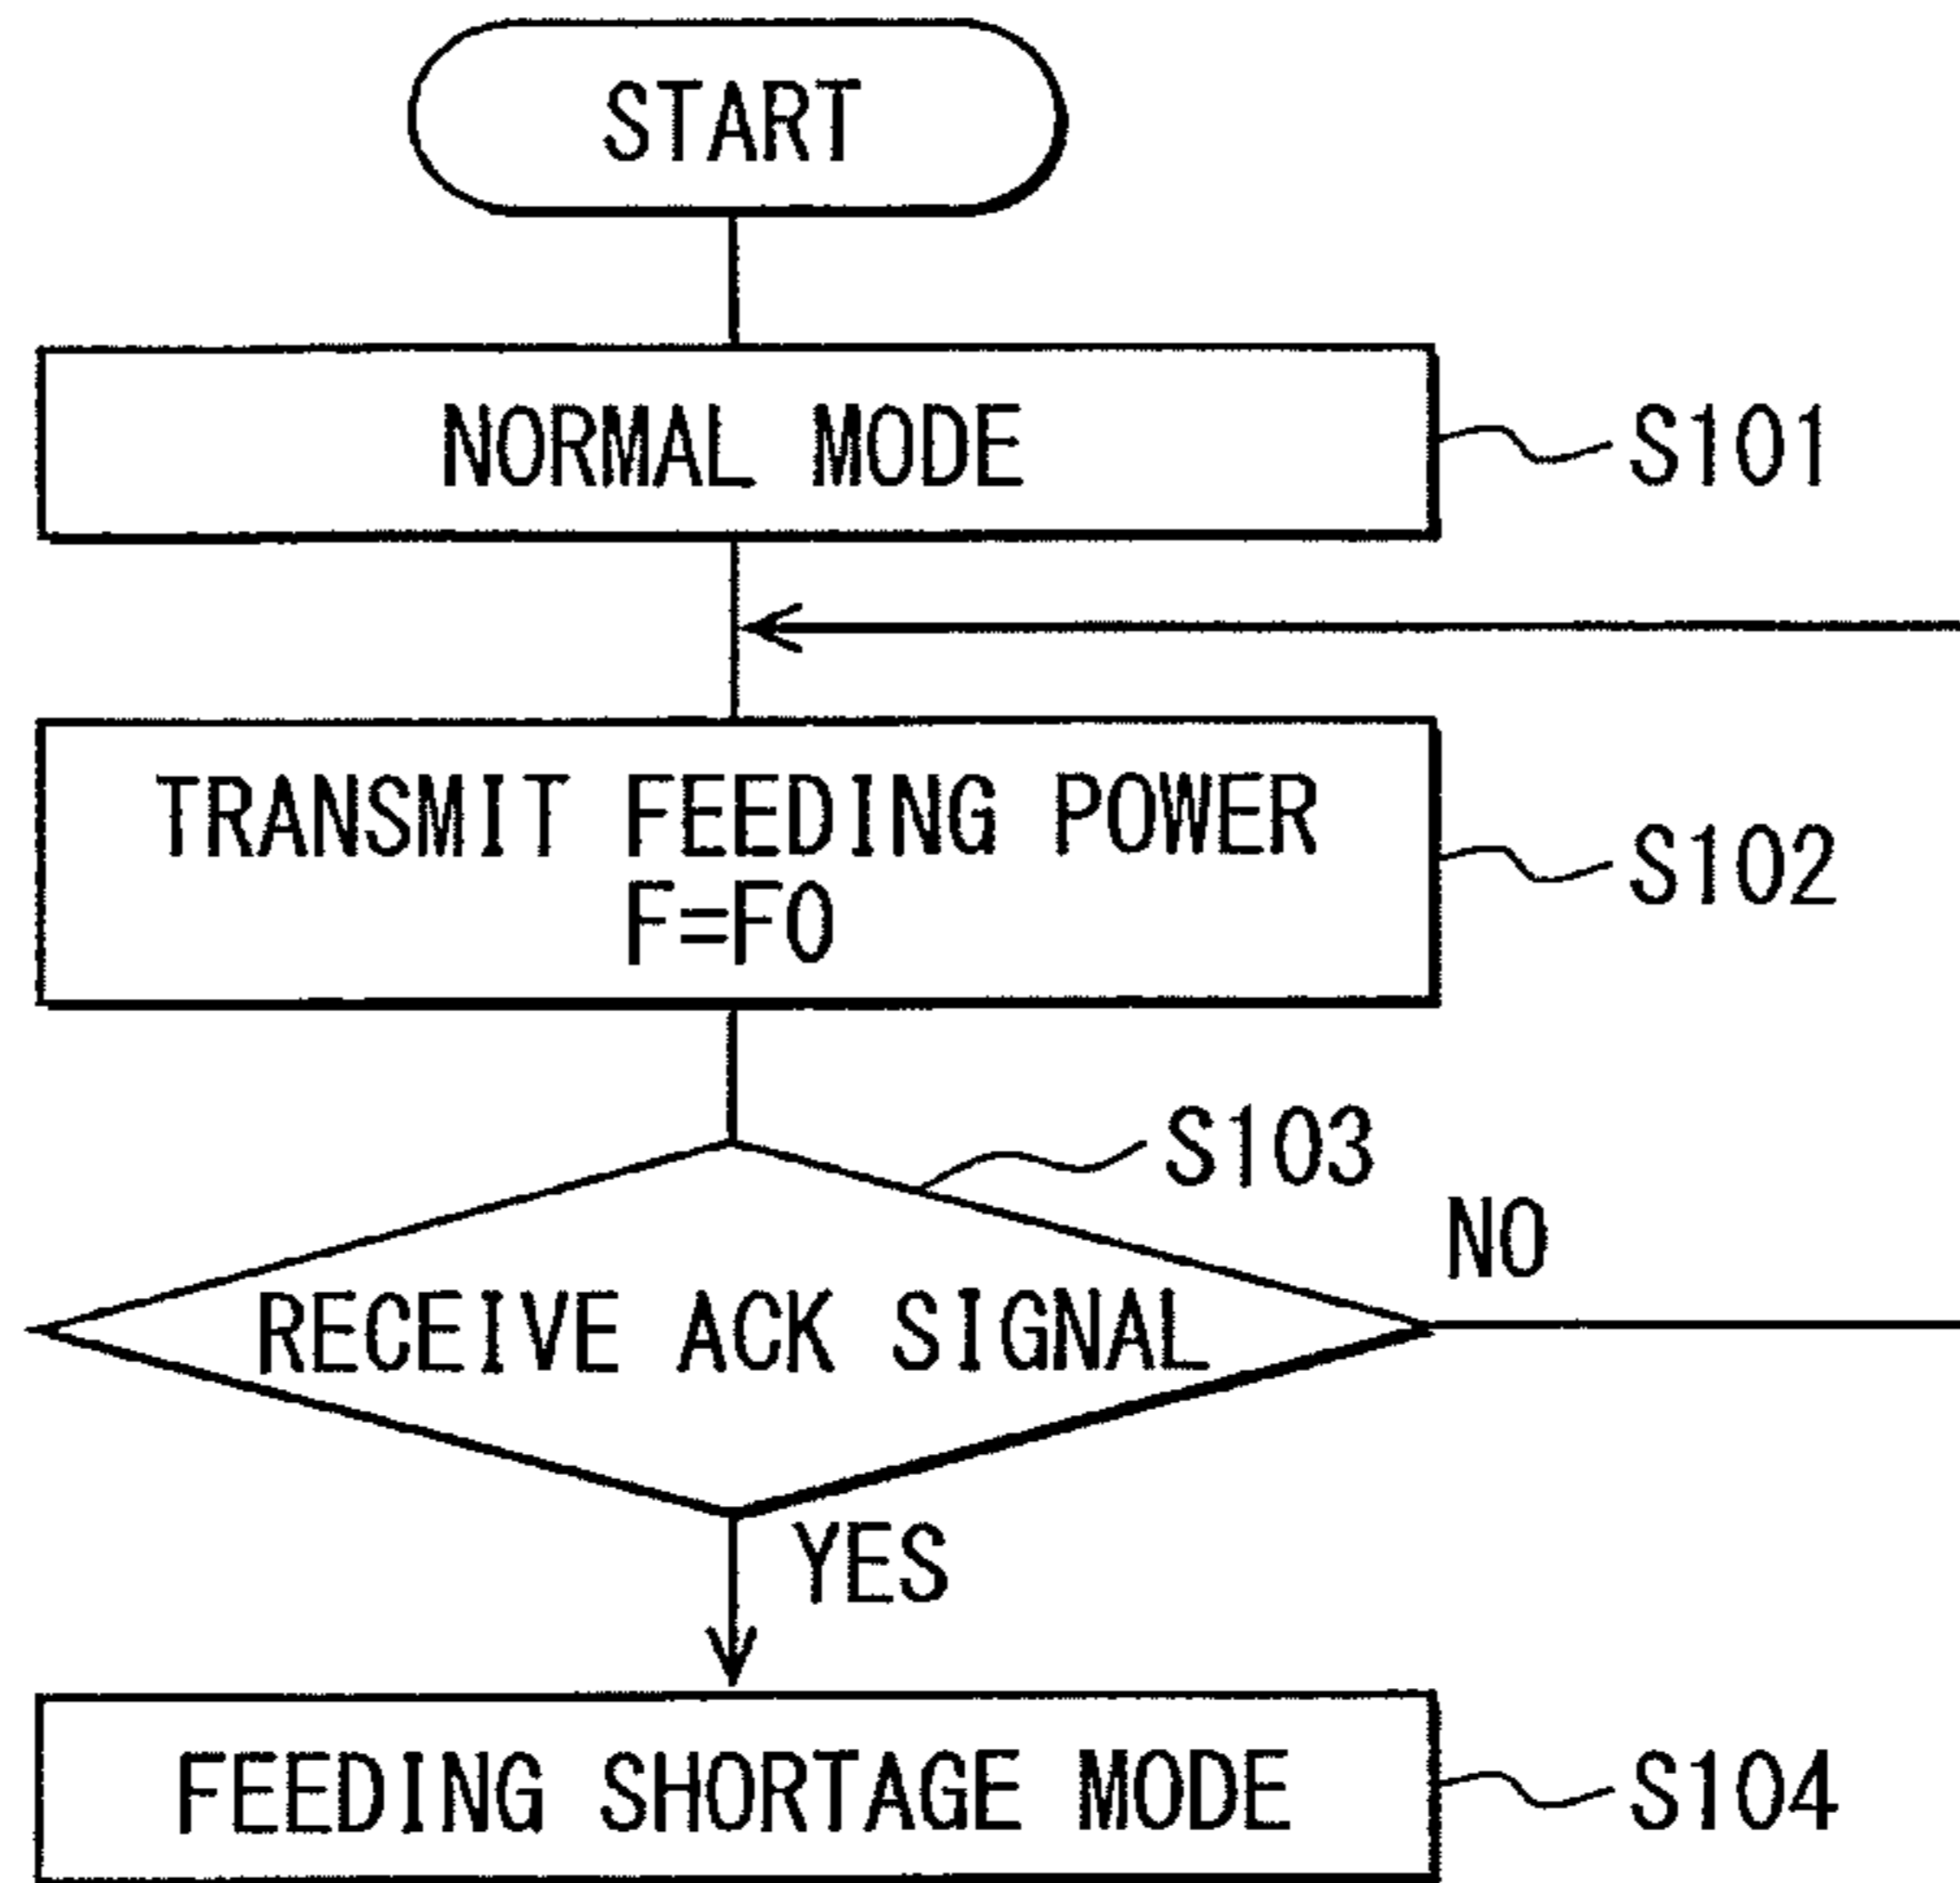 START
NORMAL MODE
S101
TRANSMIT FEEDING POWER
F=F0
S102
S103
RECEIVE ACK SIGNAL
NO
YES
FEEDING SHORTAGE MODE
S104